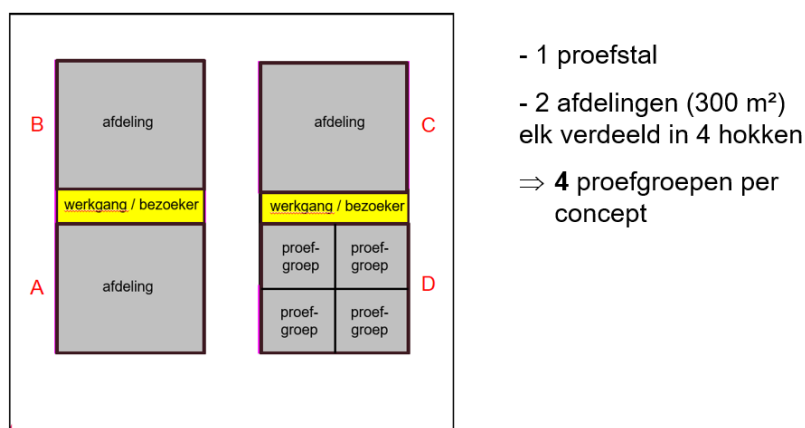 B
afdeling
afdeling
C
werkgang / bezoeker
werkgang / bezoeker
A
afdeling
proef-
groep
proef-
groep
proef-
groep
proef-
groep
D
- 1 proefstal
- 2 afdelingen (300 m²)
elk verdeeld in 4 hokken
⇒ 4 proefgroepen per
concept